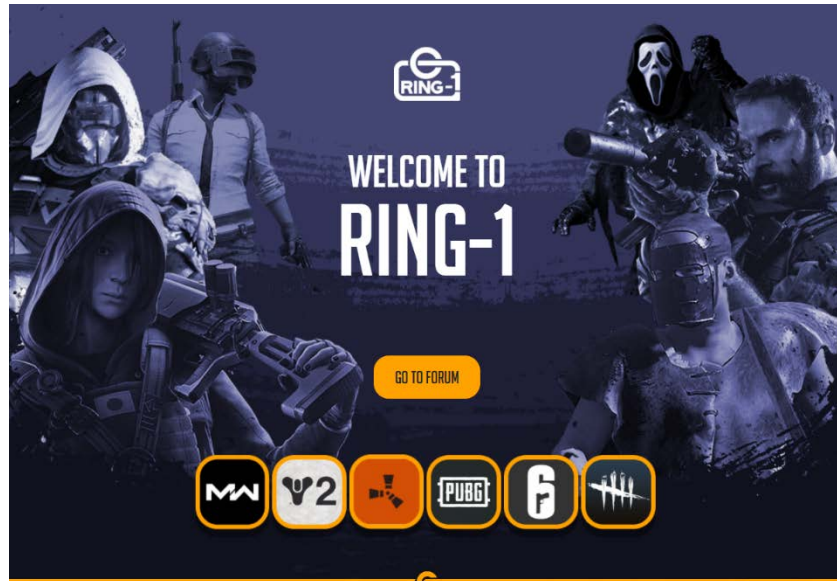 RING-1
WELCOME TO
RING-1
GO TO FORUM
MW
2
PUBG
6